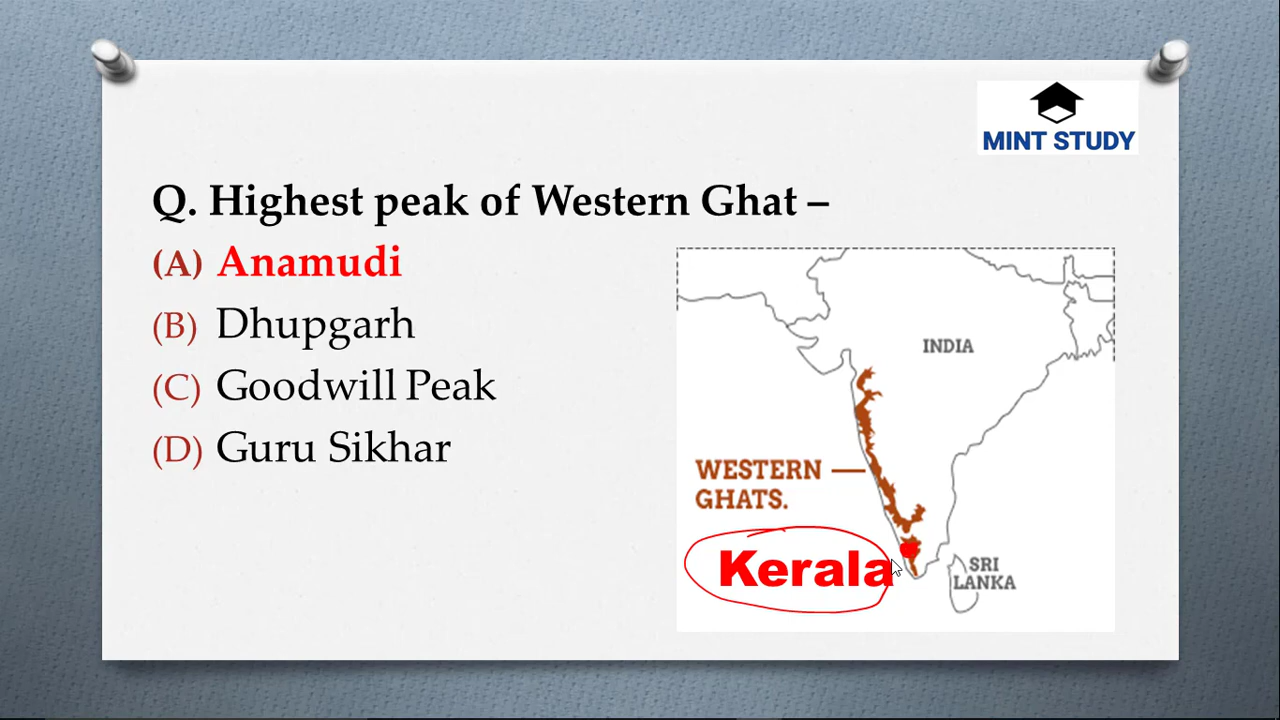 MINT STUDY
Q. Highest peak of Western Ghat –
(A) Anamudi
(B) Dhupgarh
(C) Goodwill Peak
(D) Guru Sikhar
INDIA
WESTERN
GHATS.
Kerala
SRI
LANKA